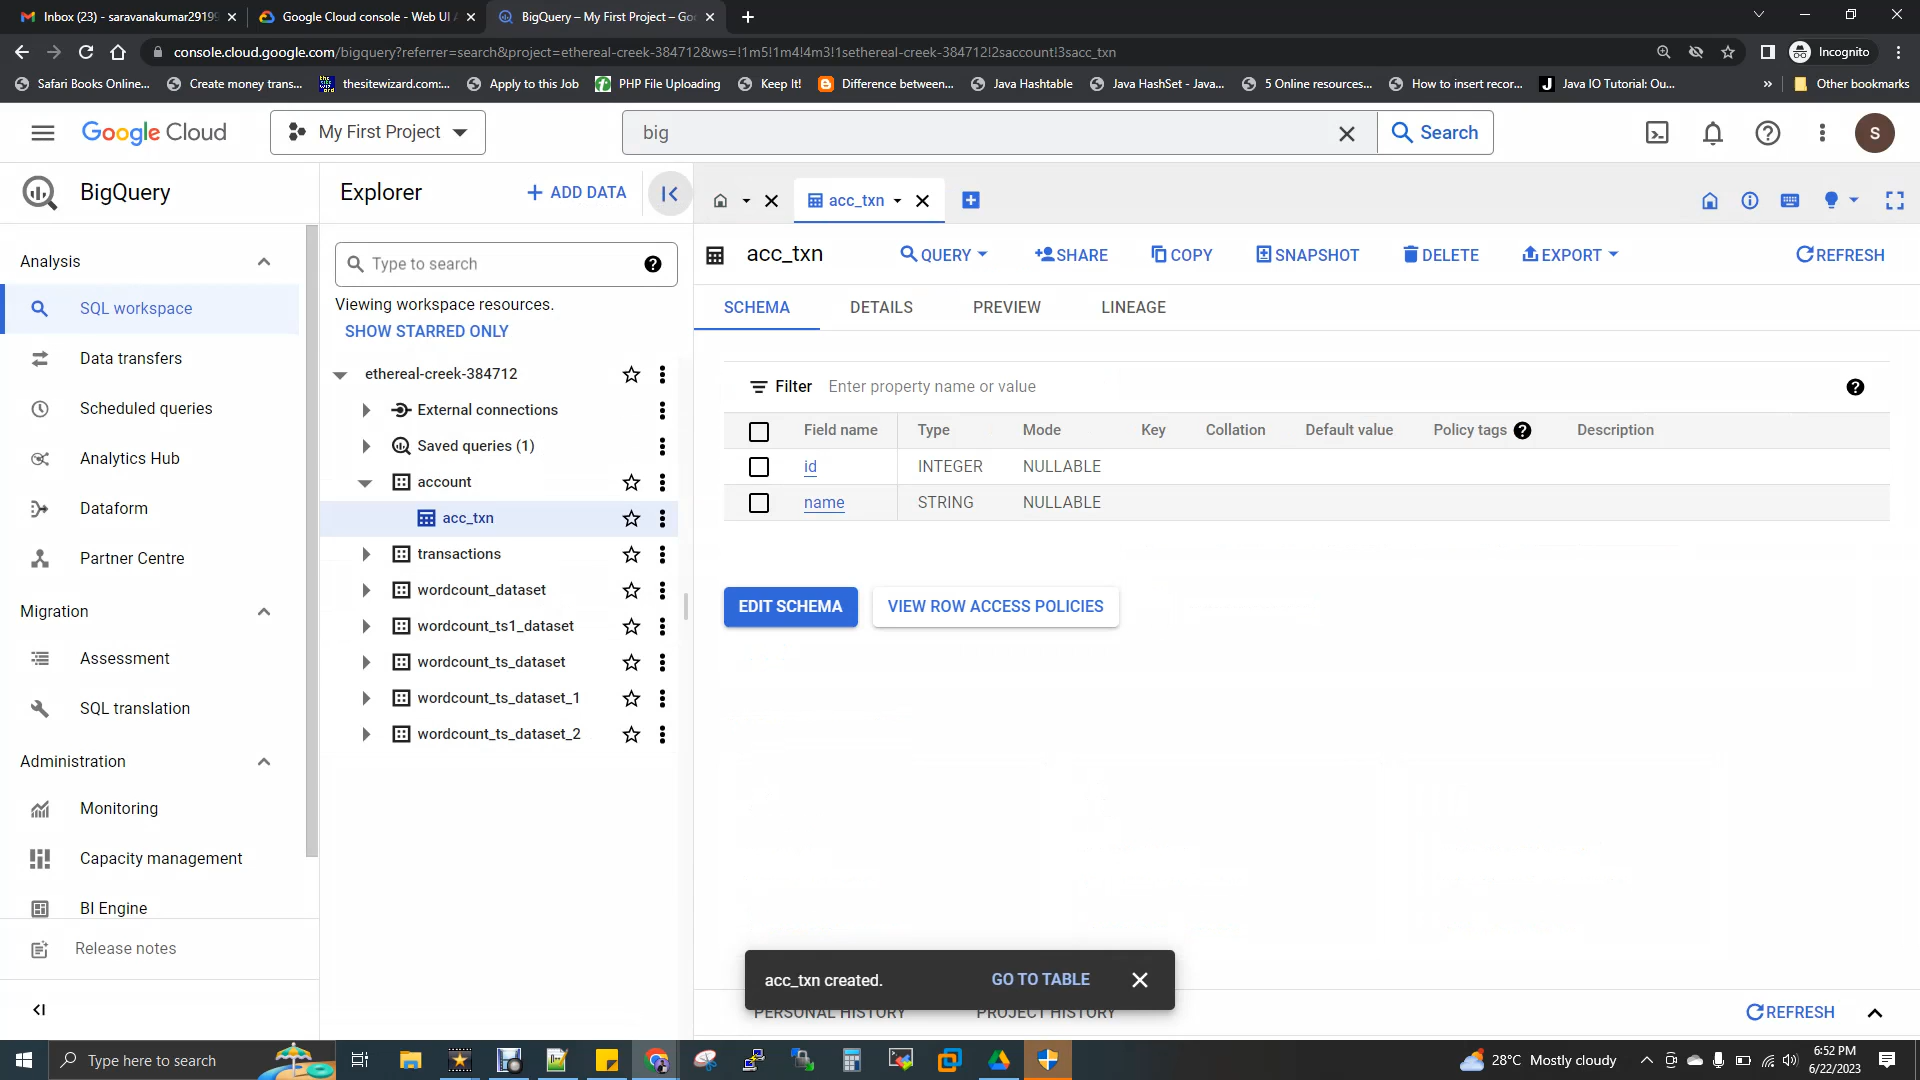 Inbox (23) - saravanakumar29199
Google Cloud console - Web UI A
BigQuery – My First Project – Goo
console.cloud.google.com/bigquery?referrer=search&project=ethereal-creek-384712&ws=!1m5!1m4!4m3!1sethereal-creek-384712!2saccount!3sacc_txn
Incognito
Safari Books Online...
Create money trans...
thesitewizard.com:...
Apply to this Job
PHP File Uploading
Keep It!
Difference between...
Java Hashtable
Java HashSet - Java...
5 Online resources...
How to insert recor...
Java IO Tutorial: Ou...
»
Other bookmarks
Google Cloud
My First Project
big
Search
S
BigQuery
Analysis
SQL workspace
Data transfers
Scheduled queries
Analytics Hub
Dataform
Partner Centre
Migration
Assessment
SQL translation
Administration
Monitoring
Capacity management
BI Engine
Release notes
Explorer
+ ADD DATA
Type to search
Viewing workspace resources.
SHOW STARRED ONLY
ethereal-creek-384712
External connections
Saved queries (1)
account
acc_txn
transactions
wordcount_dataset
wordcount_ts1_dataset
wordcount_ts_dataset
wordcount_ts_dataset_1
wordcount_ts_dataset_2
acc_txn
acc_txn
QUERY
SHARE
COPY
SNAPSHOT
DELETE
EXPORT
REFRESH
SCHEMA
DETAILS
PREVIEW
LINEAGE
Filter Enter property name or value
Field name Type Mode Key Collation Default value Policy tags Description
id INTEGER NULLABLE
name STRING NULLABLE
EDIT SCHEMA
VIEW ROW ACCESS POLICIES
acc_txn created.
GO TO TABLE
PERSONAL HISTORY
PROJECT HISTORY
REFRESH
Type here to search
28°C Mostly cloudy
6:52 PM
6/22/2023